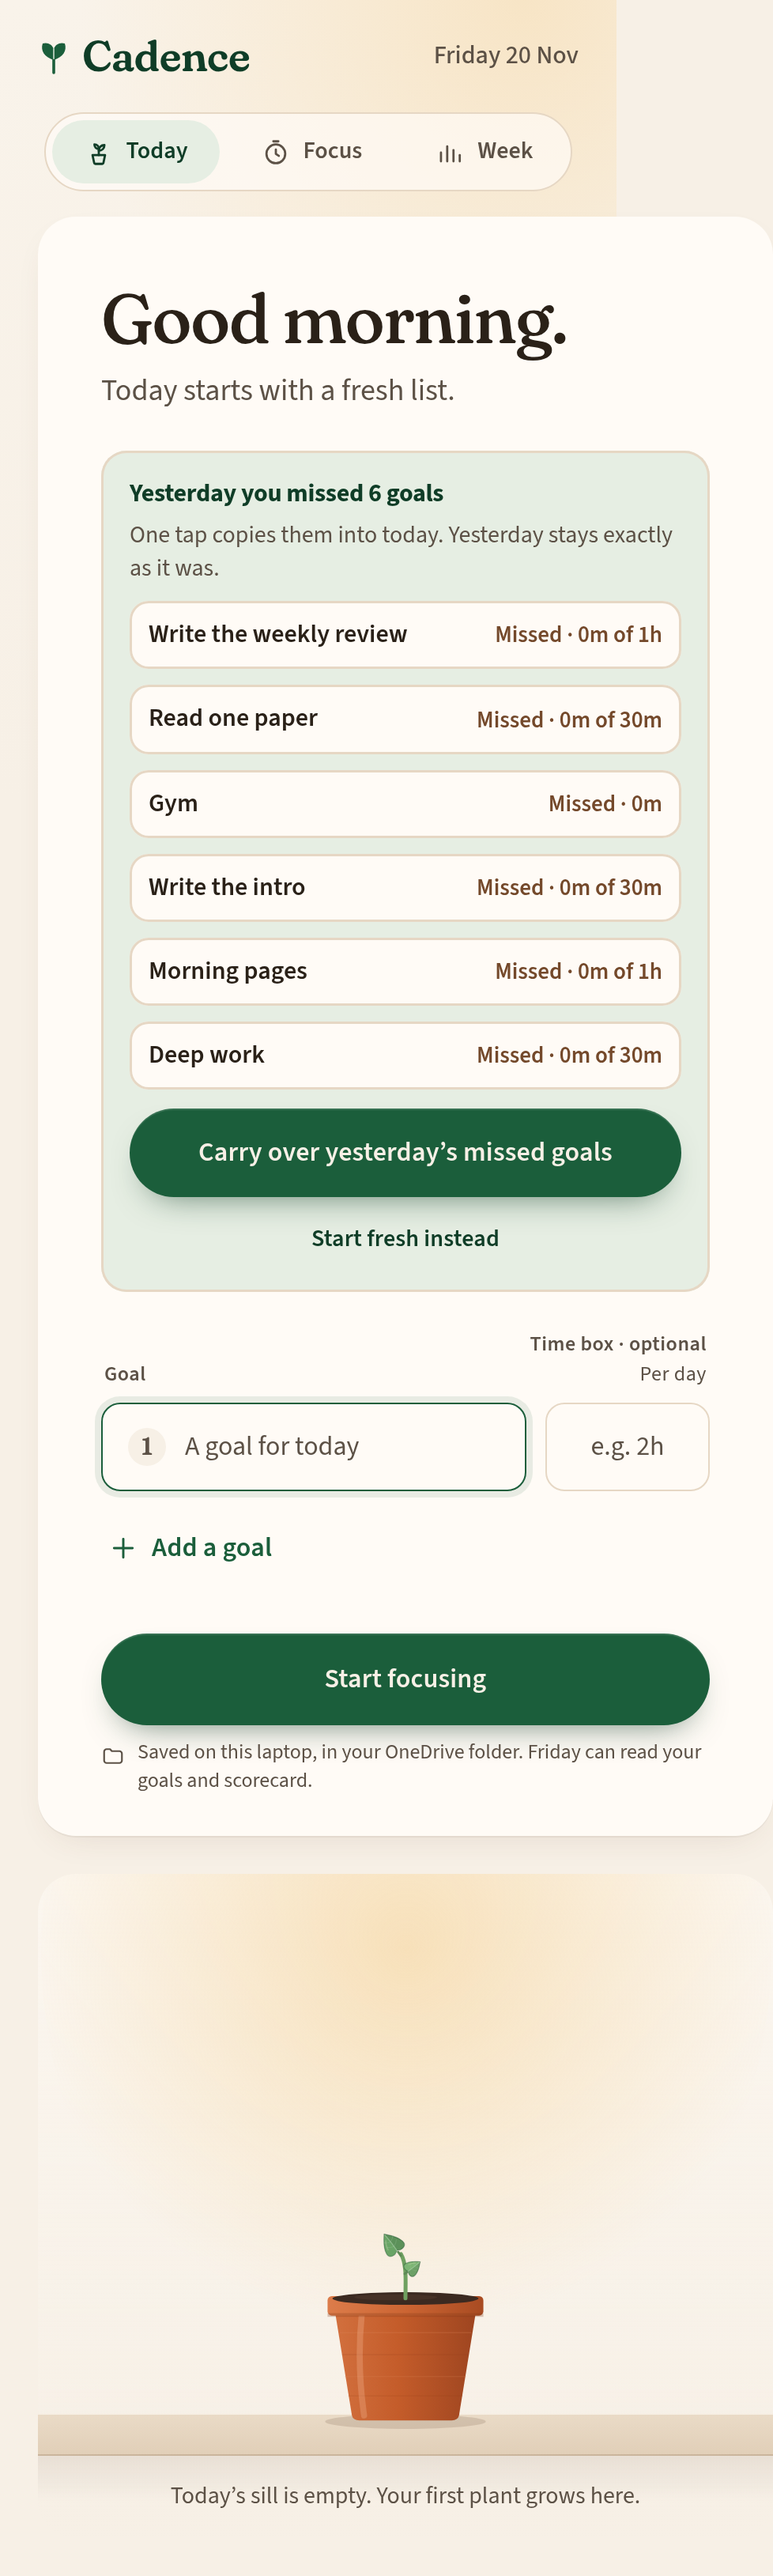 Cadence
Friday 20 Nov
Today
Focus
Week
Good morning.
Today starts with a fresh list.
Yesterday you missed 6 goals
One tap copies them into today. Yesterday stays exactly
as it was.
Write the weekly review
Missed · 0m of 1h
Read one paper
Missed · 0m of 30m
Gym
Missed · 0m
Write the intro
Missed · 0m of 30m
Morning pages
Missed · 0m of 1h
Deep work
Missed · 0m of 30m
Carry over yesterday’s missed goals
Start fresh instead
Goal
Time box · optional
Per day
1
A goal for today
e.g. 2h
Add a goal
Start focusing
Saved on this laptop, in your OneDrive folder. Friday can read your
goals and scorecard.
Today’s sill is empty. Your first plant grows here.